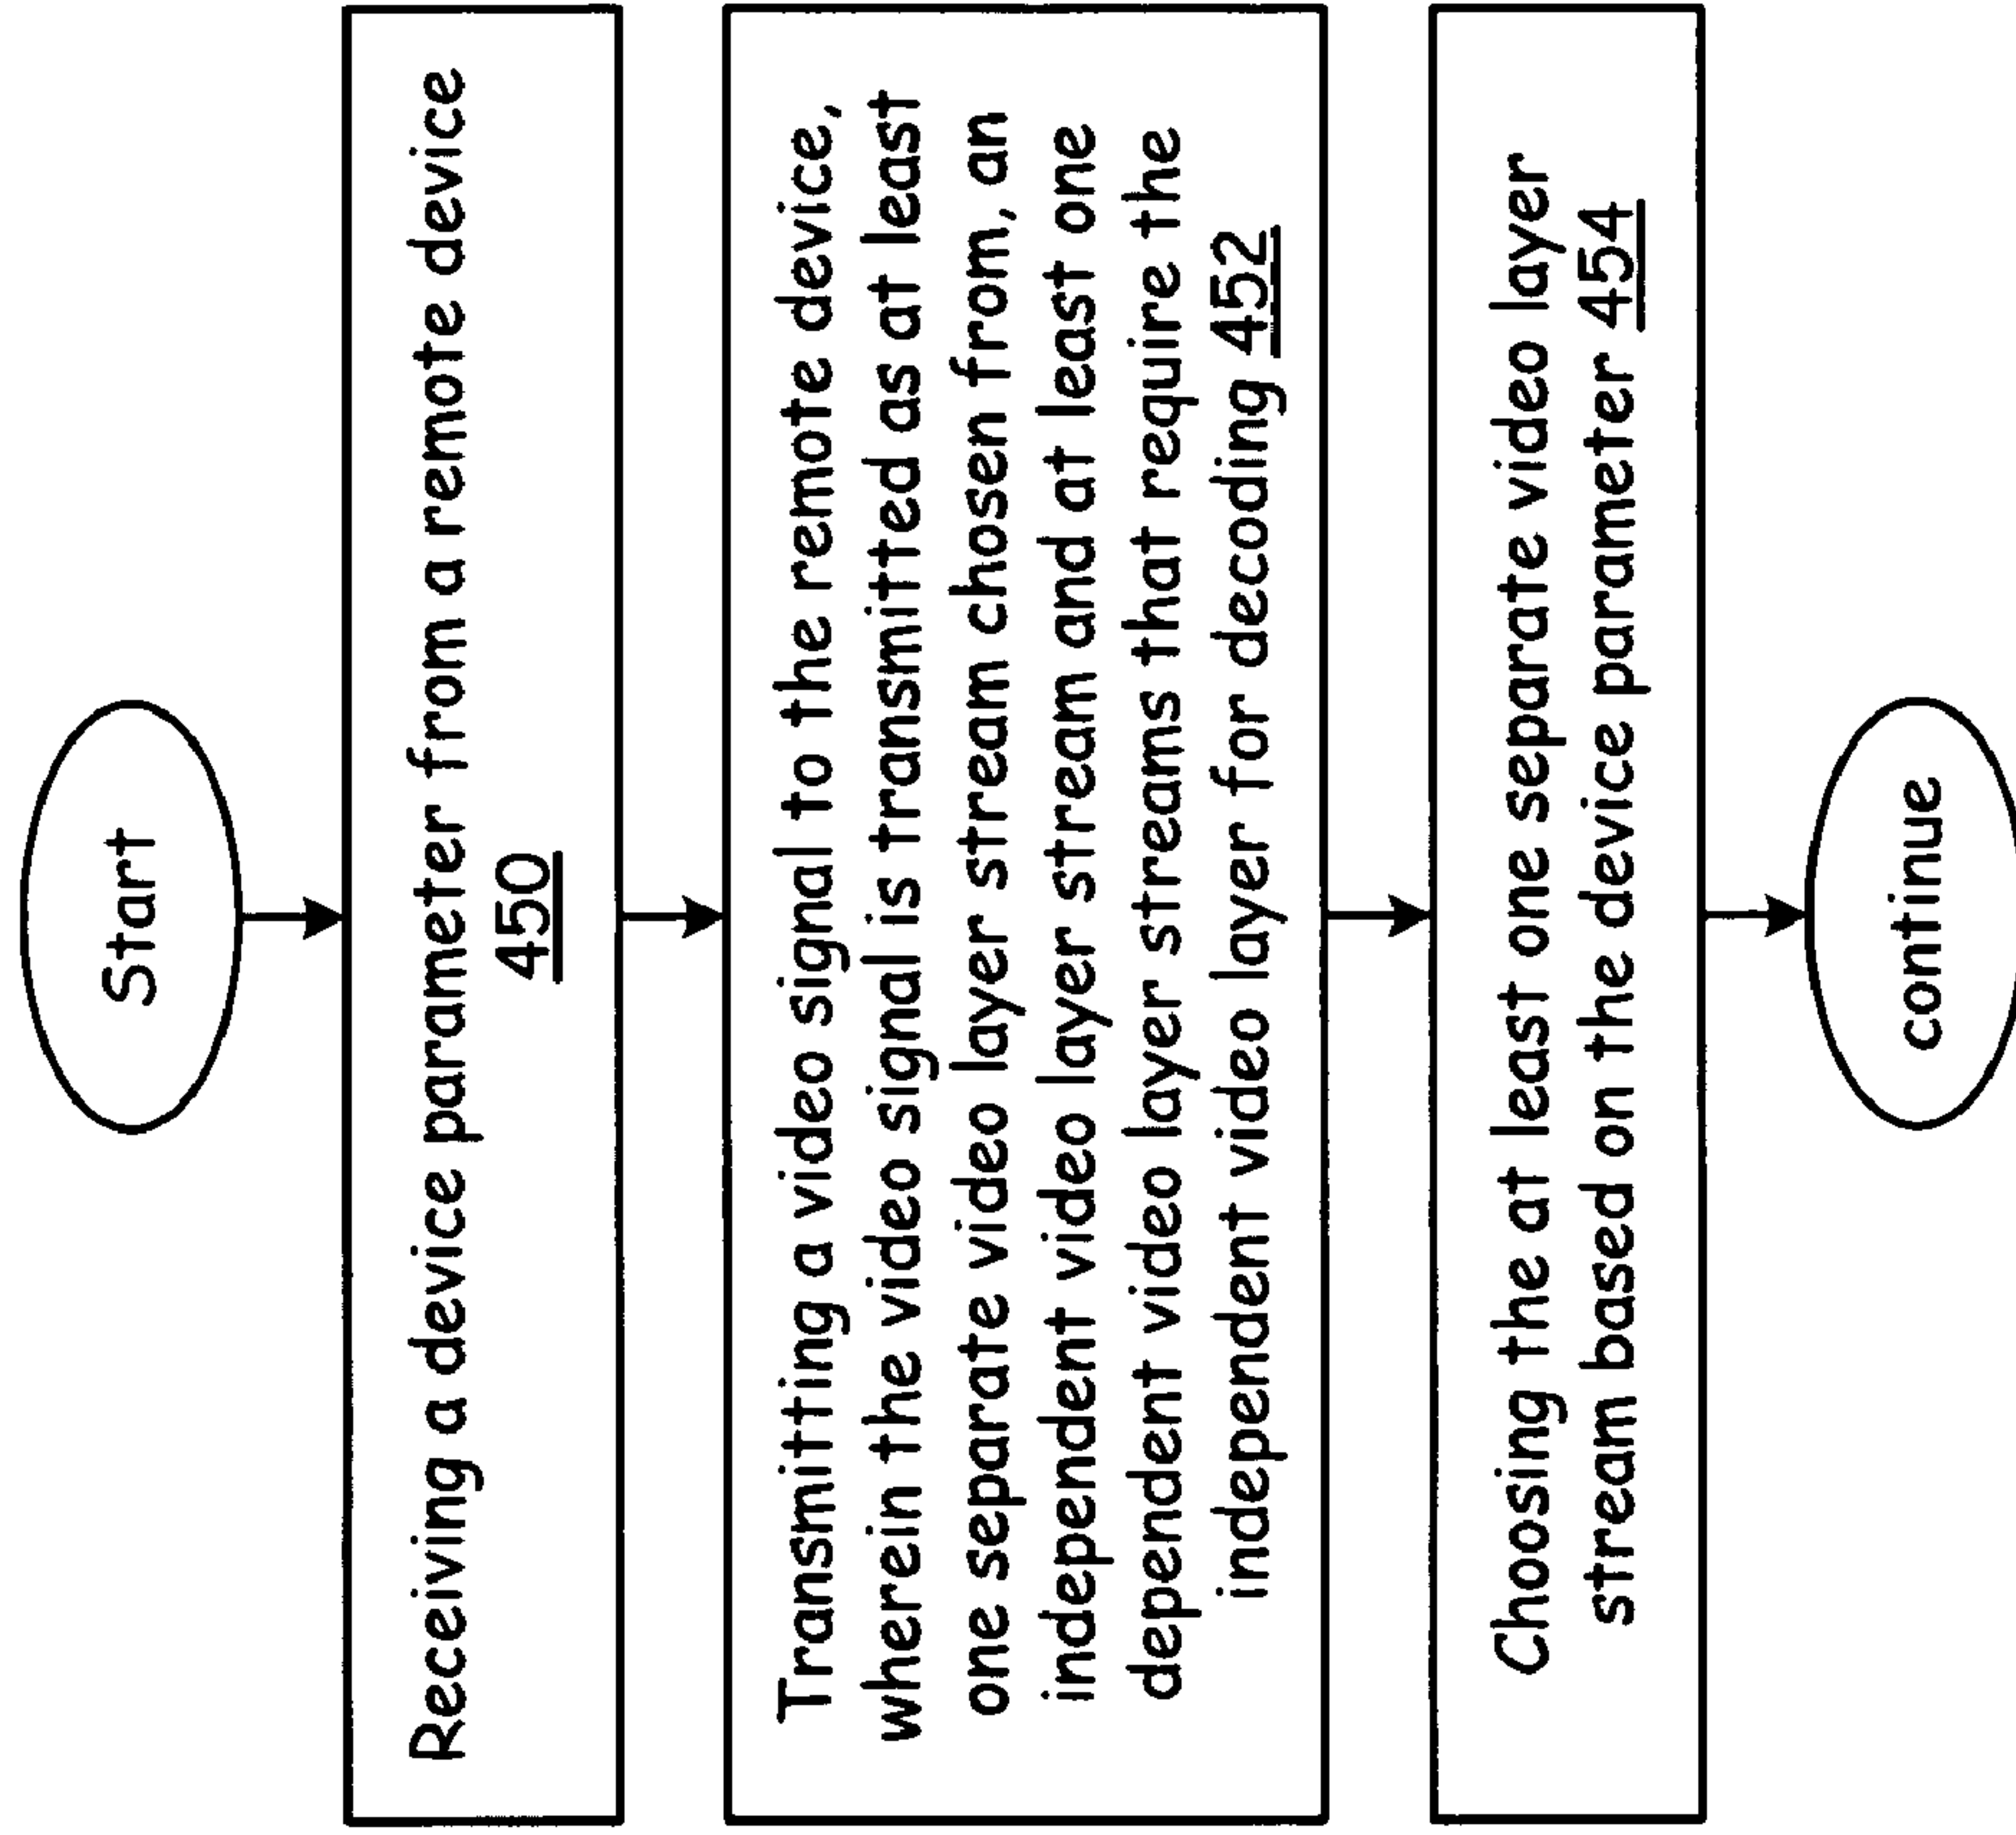 Start
Receiving a device parameter from a remote device
450
Transmitting a video signal to the remote device,
wherein the video signal is transmitted as at least
one separate video layer stream chosen from, an
independent video layer stream and at least one
dependent video layer streams that require the
independent video layer for decoding 452
Choosing the at least one separate video layer
stream based on the device parameter 454
continue